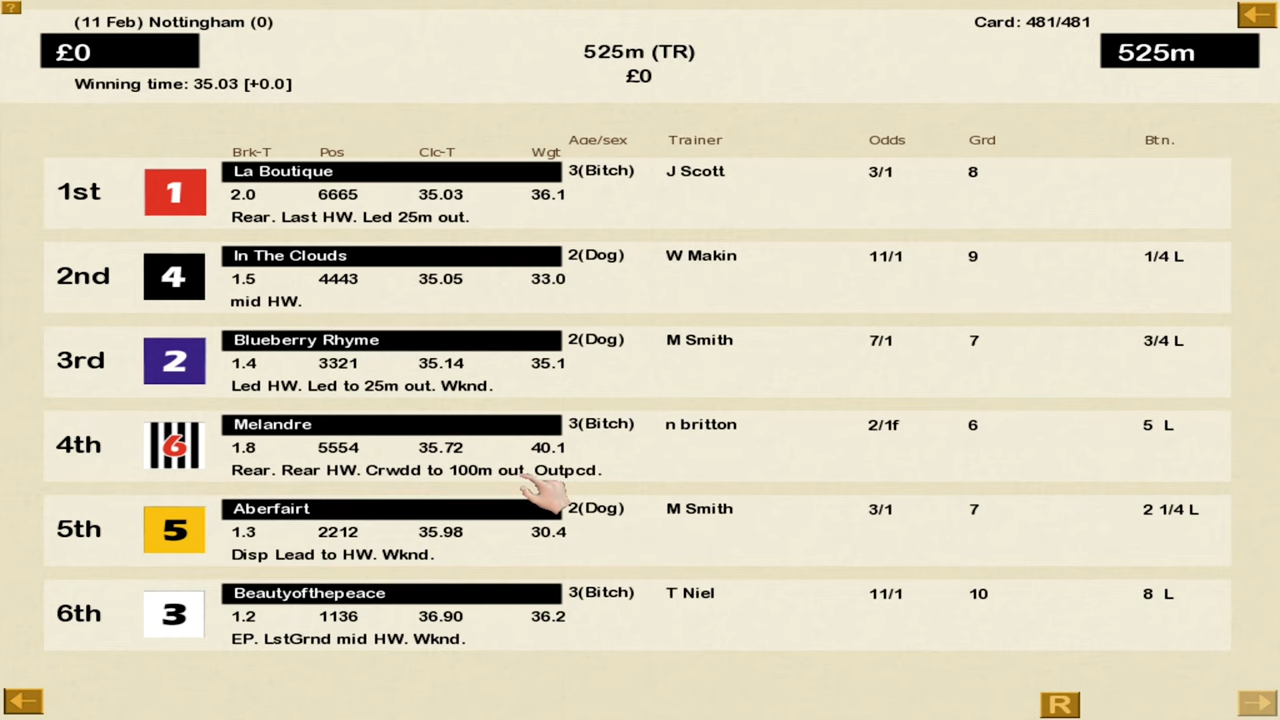 ?
(11 Feb) Nottingham (0)
Card: 481/481
£0
525m (TR)
525m
£0
Winning time: 35.03 [+0.0]
Brk-T Pos Clc-T Wgt Age/sex Trainer Odds Grd Btn.
1st 1 La Boutique 3(Bitch) J Scott 3/1 8
2.0 6665 35.03 36.1
Rear. Last HW. Led 25m out.
2nd 4 In The Clouds 2(Dog) W Makin 11/1 9 1/4 L
1.5 4443 35.05 33.0
mid HW.
3rd 2 Blueberry Rhyme 2(Dog) M Smith 7/1 7 3/4 L
1.4 3321 35.14 35.1
Led HW. Led to 25m out. Wknd.
4th 6 Melandre 3(Bitch) n britton 2/1f 6 5 L
1.8 5554 35.72 40.1
Rear. Rear HW. Crwdd to 100m out. Outpcd.
5th 5 Aberfairt 2(Dog) M Smith 3/1 7 2 1/4 L
1.3 2212 35.98 30.4
Disp Lead to HW. Wknd.
6th 3 Beautyofthepeace 3(Bitch) T Niel 11/1 10 8 L
1.2 1136 36.90 36.2
EP. LstGrnd mid HW. Wknd.
R